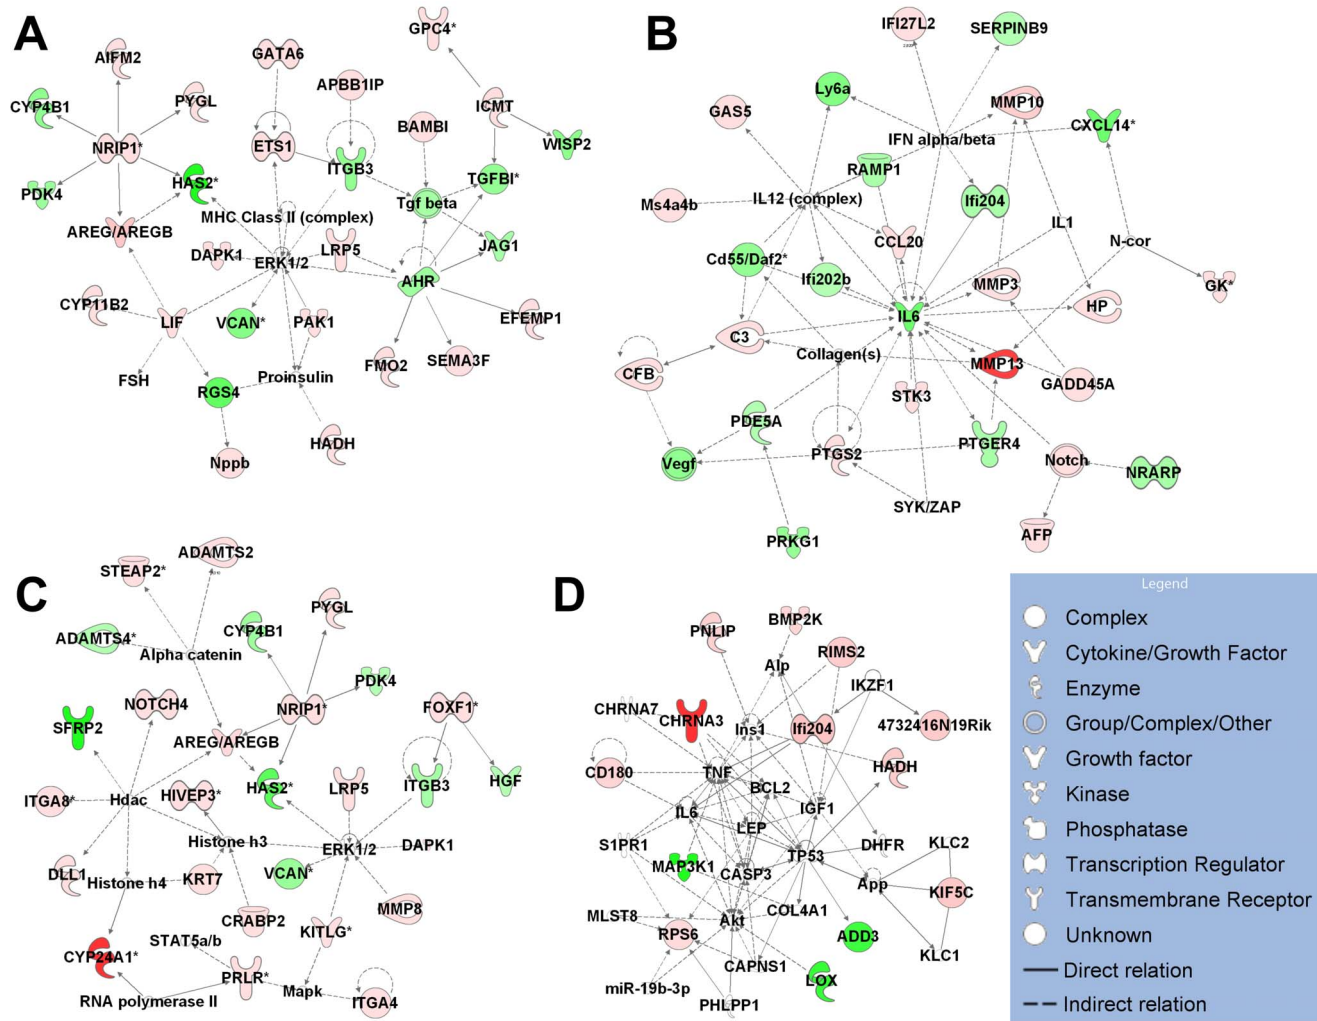 A
GPC4*
AIFM2
GATA6
APBB1IP
CYP4B1
PYGL
ICMT
BAMBI
NRIP1*
ETS1
WISP2
ITGB3
TGFBI*
PDK4
HAS2*
Tgf beta
MHC Class II (complex)
AREG/AREGB
JAG1
DAPK1
LRP5
ERK1/2
AHR
CYP11B2
LIF
VCAN*
PAK1
EFEMP1
FSH
Proinsulin
FMO2
SEMA3F
RGS4
HADH
Nppb
B
IFI27L2
SERPINB9
Ly6a
MMP10
GAS5
CXCL14*
IFN alpha/beta
RAMP1
Ms4a4b
IL12 (complex)
Ifi204
IL1
CCL20
N-cor
Cd55/Daf2*
Ifi202b
MMP3
GK*
IL6
HP
C3
Collagen(s)
CFB
MMP13
GADD45A
STK3
PDE5A
PTGER4
Vegf
PTGS2
Notch
NRARP
SYK/ZAP
PRKG1
AFP
C
ADAMTS2
STEAP2*
PYGL
ADAMTS4*
CYP4B1
Alpha catenin
PDK4
NOTCH4
NRIP1*
FOXF1*
SFRP2
AREG/AREGB
HAS2*
LRP5
ITGB3
HGF
ITGA8*
Hdac
HIVEP3*
Histone h3
ERK1/2
DAPK1
DLL1
Histone h4
KRT7
VCAN*
MMP8
CRABP2
KITLG*
STAT5a/b
CYP24A1*
PRLR*
Mapk
RNA polymerase II
ITGA4
D
BMP2K
PNLIP
RIMS2
Alp
IKZF1
CHRNA7
CHRNA3
Ins1
Ifi204
4732416N19Rik
CD180
TNF
HADH
BCL2
IL6
IGF1
LEP
S1PR1
TP53
DHFR
KLC2
MAP3K1
CASP3
App
KIF5C
COL4A1
MLST8
Akt
RPS6
ADD3
KLC1
CAPNS1
miR-19b-3p
LOX
PHLPP1
Legend
Complex
Cytokine/Growth Factor
Enzyme
Group/Complex/Other
Growth factor
Kinase
Phosphatase
Transcription Regulator
Transmembrane Receptor
Unknown
Direct relation
Indirect relation